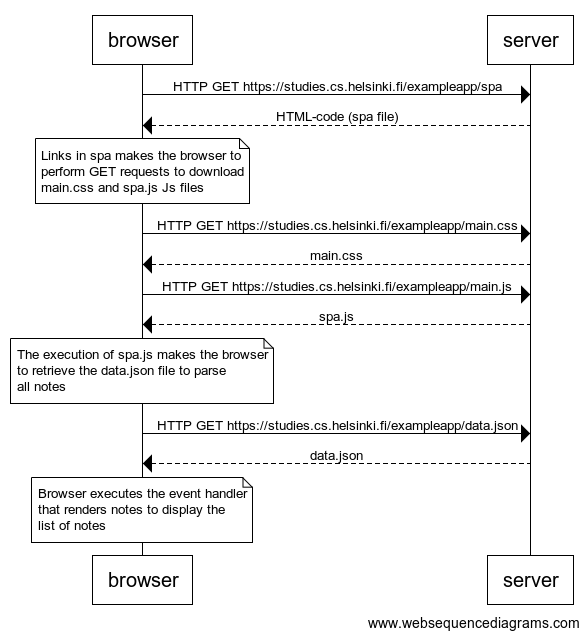 browser
server
HTTP GET https://studies.cs.helsinki.fi/exampleapp/spa
HTML-code (spa file)
Links in spa makes the browser to
perform GET requests to download
main.css and spa.js Js files
HTTP GET https://studies.cs.helsinki.fi/exampleapp/main.css
main.css
HTTP GET https://studies.cs.helsinki.fi/exampleapp/main.js
spa.js
The execution of spa.js makes the browser
to retrieve the data.json file to parse
all notes
HTTP GET https://studies.cs.helsinki.fi/exampleapp/data.json
data.json
Browser executes the event handler
that renders notes to display the
list of notes
browser
server
www.websequencediagrams.com